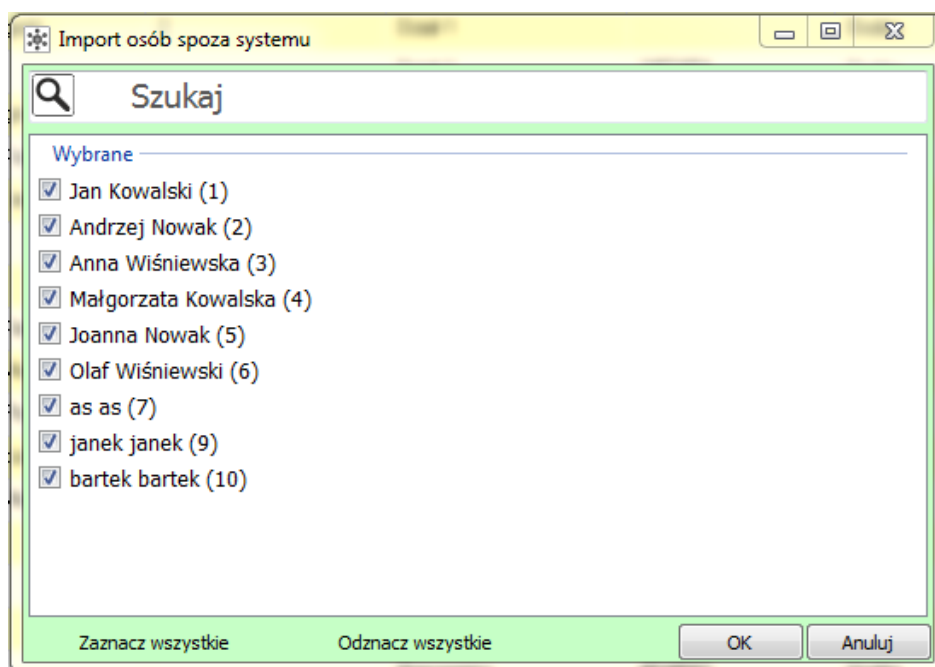 Import osób spoza systemu
Szukaj
Wybrane
Jan Kowalski (1)
Andrzej Nowak (2)
Anna Wiśniewska (3)
Małgorzata Kowalska (4)
Joanna Nowak (5)
Olaf Wiśniewski (6)
as as (7)
janek janek (9)
bartek bartek (10)
Zaznacz wszystkie Odznacz wszystkie OK Anuluj